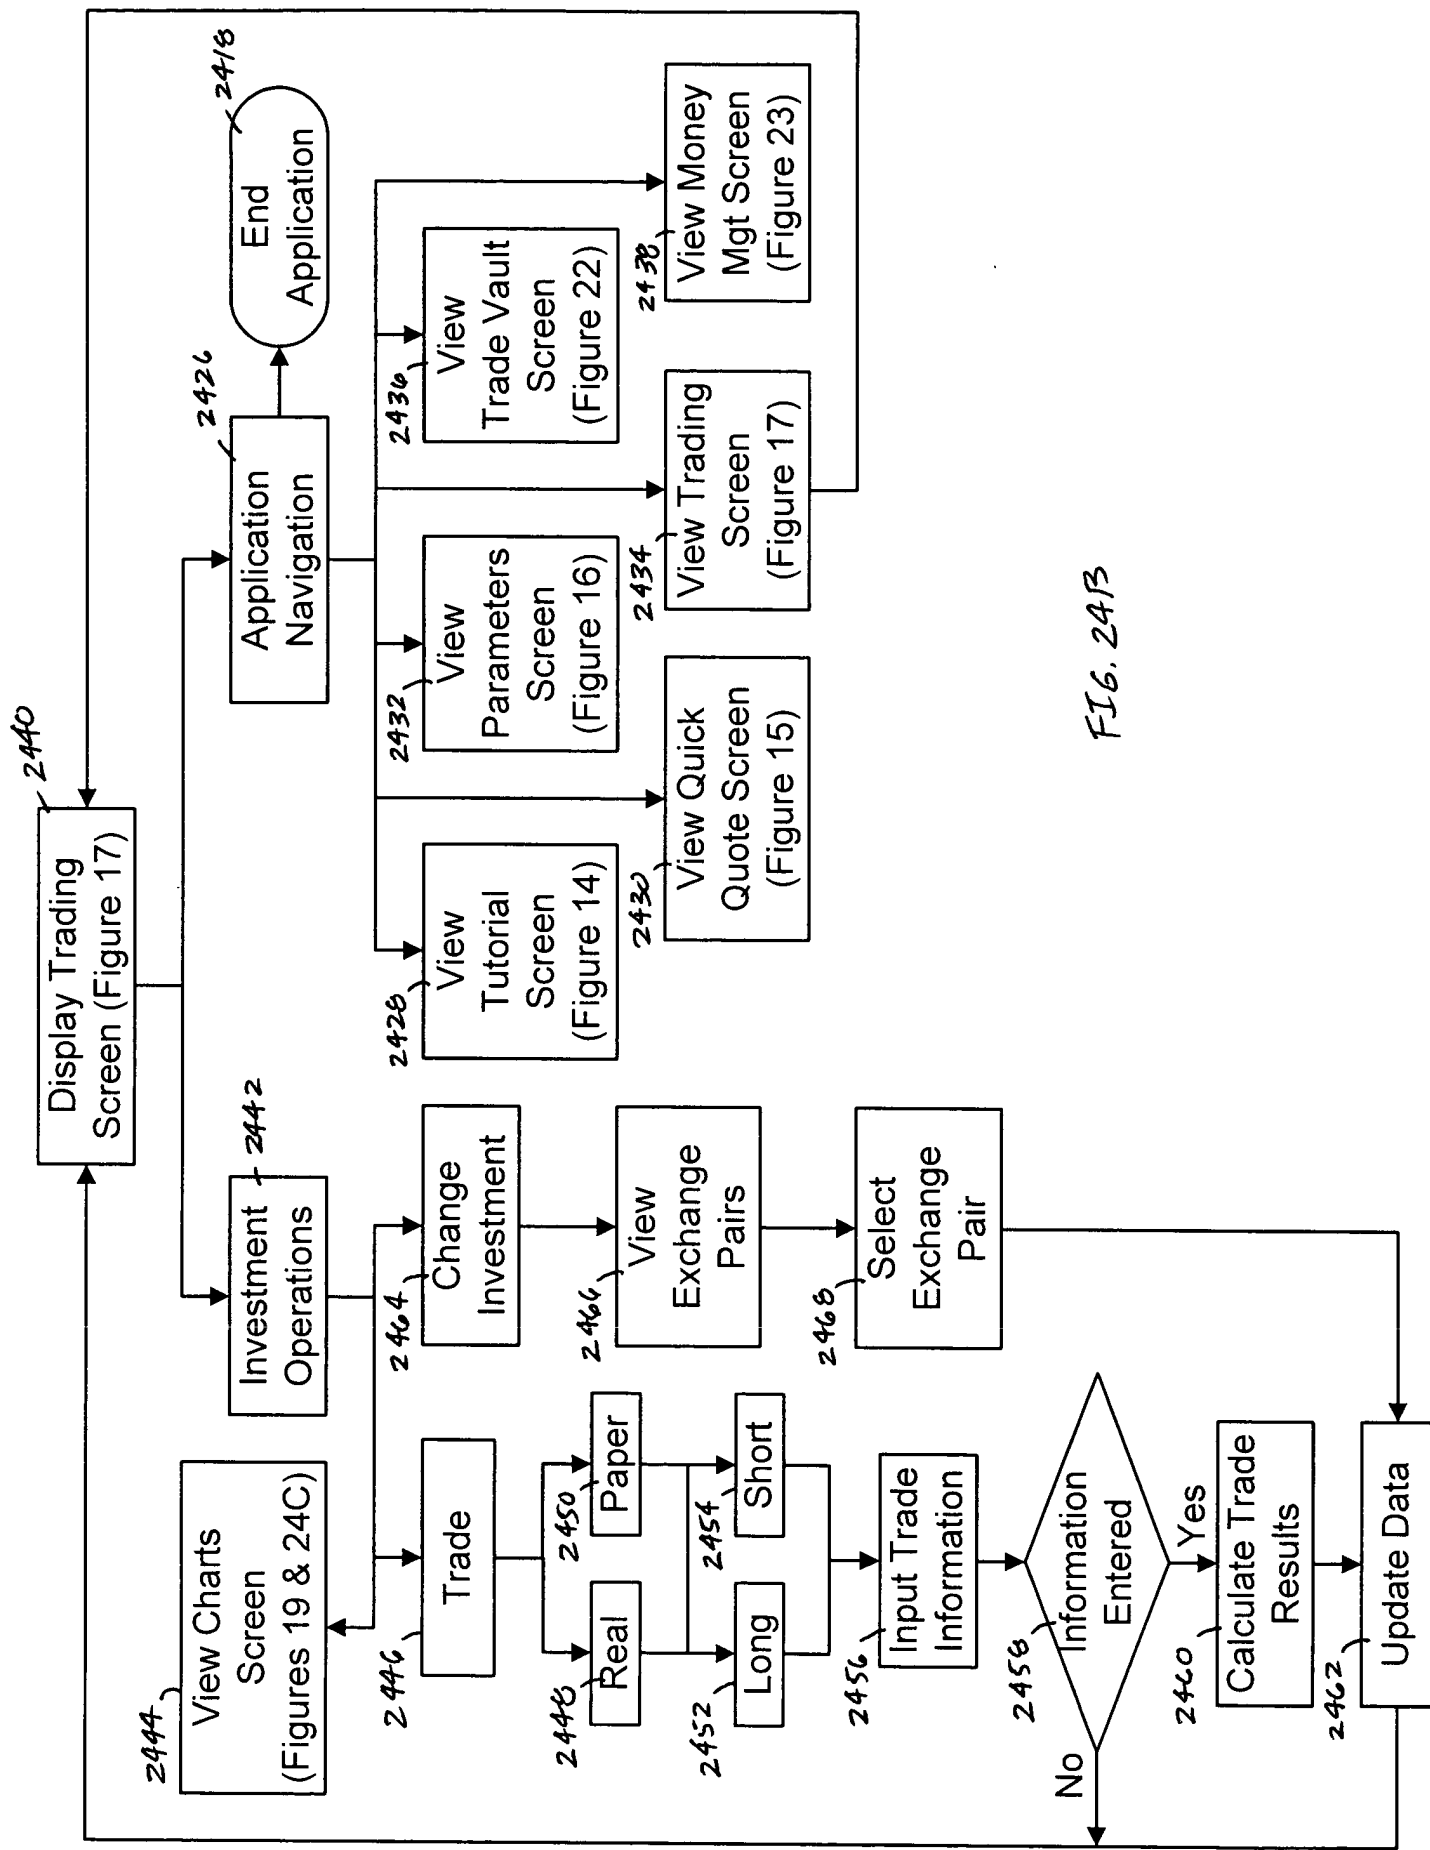 2440
Display Trading
Screen (Figure 17)
2442
Investment
Operations
2426
Application
Navigation
2418
End
Application
2444
View Charts
Screen
(Figures 19 & 24C)
2446
Trade
2464
Change
Investment
2428
View
Tutorial
Screen
(Figure 14)
2432
View
Parameters
Screen
(Figure 16)
2436
View
Trade Vault
Screen
(Figure 22)
2448
Real
2450
Paper
2466
View
Exchange
Pairs
2430
View Quick
Quote Screen
(Figure 15)
2434
View Trading
Screen
(Figure 17)
2438
View Money
Mgt Screen
(Figure 23)
2452
Long
2454
Short
2468
Select
Exchange
Pair
2456
Input Trade
Information
2458
Information
Entered
No
Yes
2460
Calculate Trade
Results
2462
Update Data
FIG. 24B